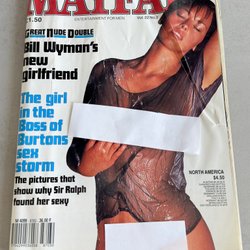 MAYFAIR
£1.50
ENTERTAINMENT FOR MEN
GREAT NUDE DOUBLE
Bill Wyman's
new
girlfriend
The girl
in the
Boss of
Burtons
sex
storm
The pictures that
show why Sir Ralph
found her sexy
NORTH AMERICA
$4.50